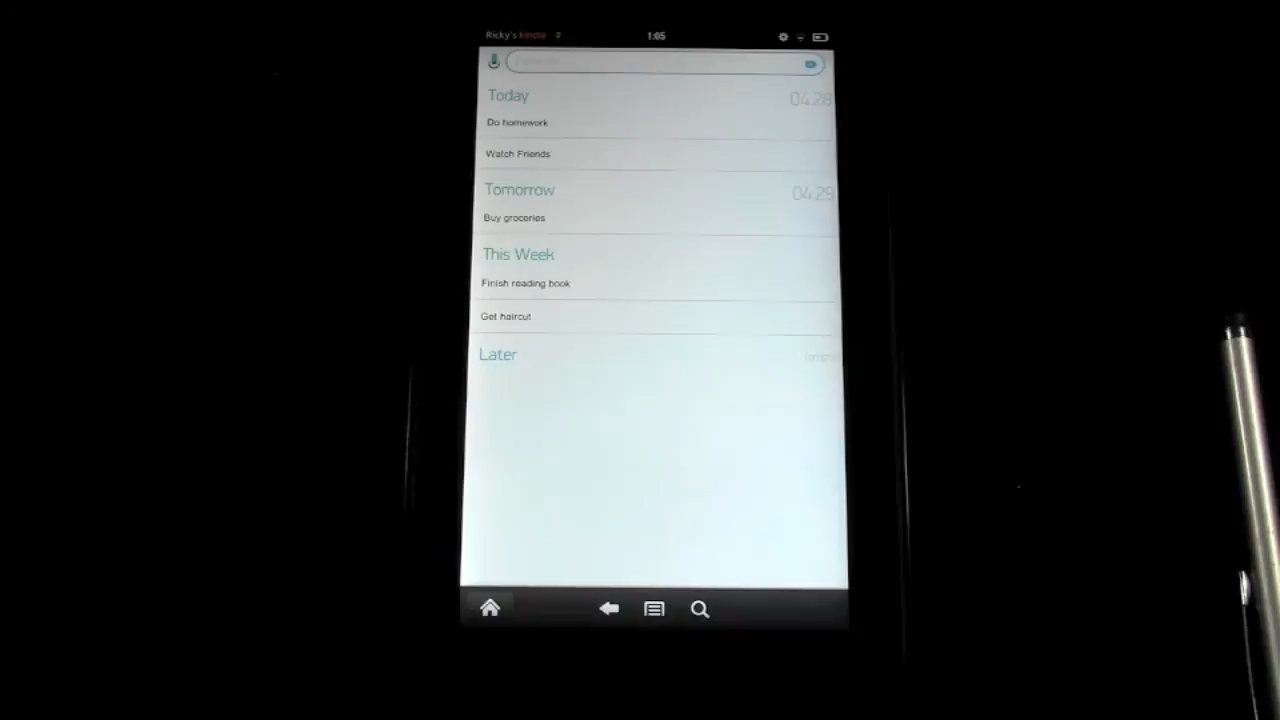 Ricky's kindle 2 1:05
Today 04.28
Do homework
Watch Friends
Tomorrow 04.29
Buy groceries
This Week
Finish reading book
Get haircut
Later